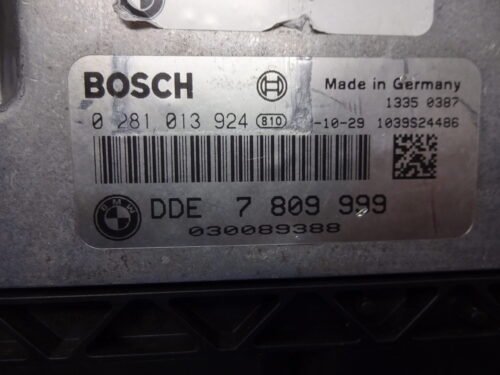 BOSCH
Made in Germany
1335 0387
0 281 013 924 810 -10-29 1039S24486
BMW DDE 7 809 999
030089388